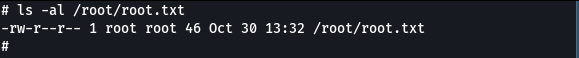 # ls -al /root/root.txt
-rw-r--r-- 1 root root 46 Oct 30 13:32 /root/root.txt
#